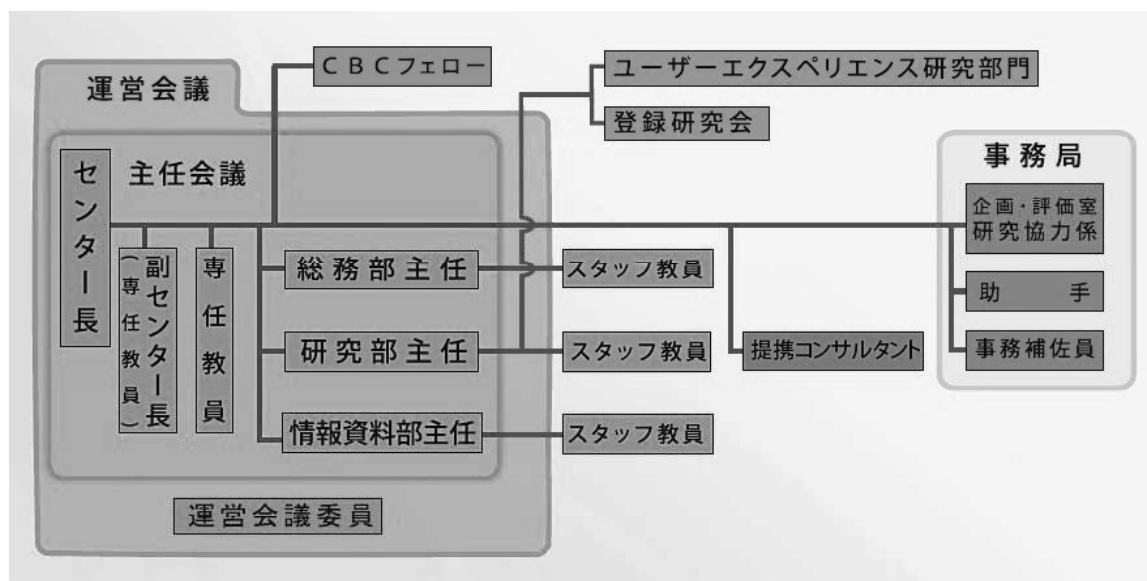 CBCフェロー
ユーザーエクスペリエンス研究部門
登録研究会
運営会議
主任会議
センター長
副センター長
(専任教員)
専任教員
総務部主任
スタッフ教員
研究部主任
スタッフ教員
情報資料部主任
スタッフ教員
運営会議委員
提携コンサルタント
事務局
企画・評価室
研究協力係
助手
事務補佐員